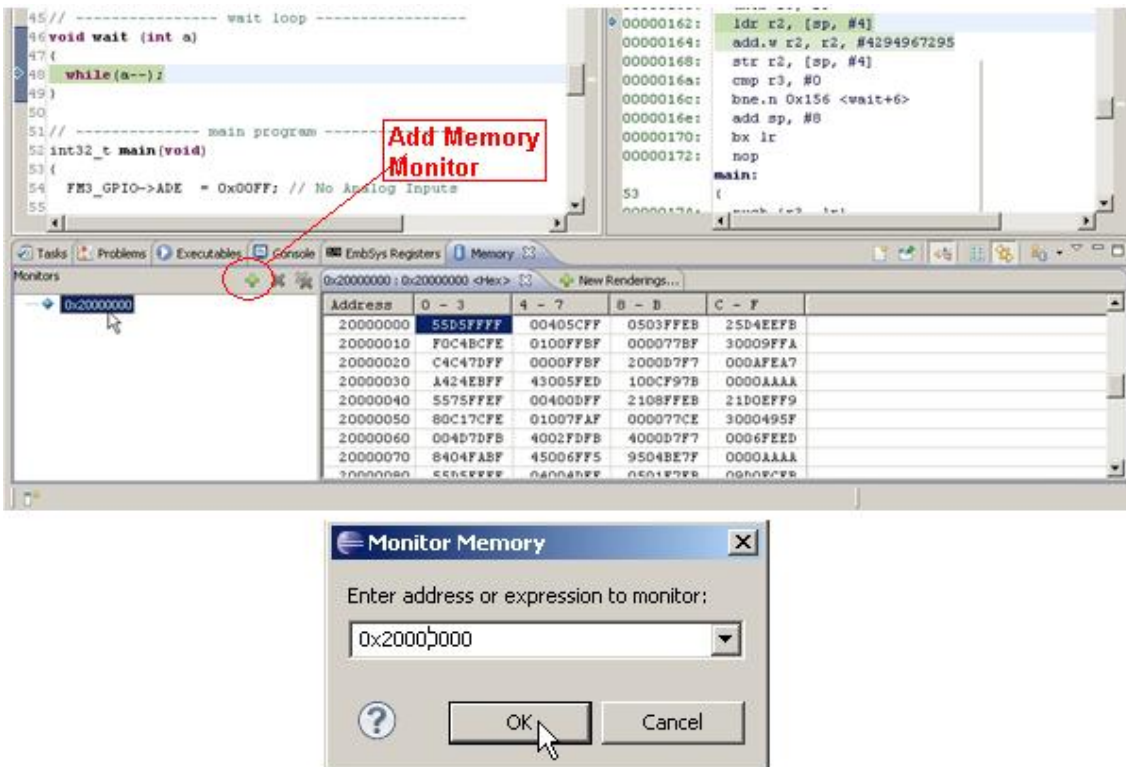 45// ---------------- wait loop -----------------
46void wait (int a)
47{
48 while(a--);
49}
50
51// -------------- main program --------------
52int32_t main(void)
53{
54 FM3_GPIO->ADE = 0x00FF; // No Analog Inputs
55
Add Memory
Monitor
00000162: ldr r2, [sp, #4]
00000164: add.w r2, r2, #4294967295
00000168: str r2, [sp, #4]
0000016a: cmp r3, #0
0000016c: bne.n 0x156 <wait+6>
0000016e: add sp, #8
00000170: bx lr
00000172: nop
main:
53 {
Tasks Problems Executables Console EmbSys Registers Memory
Monitors
0x20000000
0x20000000 : 0x20000000 <Hex> New Renderings...
Address 0 - 3 4 - 7 8 - B C - F
20000000 55D5FFFF 00405CFF 0503FFEB 25D4EEFB
20000010 F0C4BCFE 0100FFBF 000077BF 30009FFA
20000020 C4C47DFF 0000FFBF 2000D7F7 000AFEA7
20000030 A424EBFF 43005FED 100CF97B 0000AAAA
20000040 5575FFEF 00400DFF 2108FFEB 21D0EFF9
20000050 80C17CFE 01007FAF 000077CE 3000495F
20000060 004D7DFB 4002FDFB 4000D7F7 0006FEED
20000070 8404FABF 45006FF5 9504BE7F 0000AAAA
Monitor Memory
Enter address or expression to monitor:
0x20000000
OK
Cancel